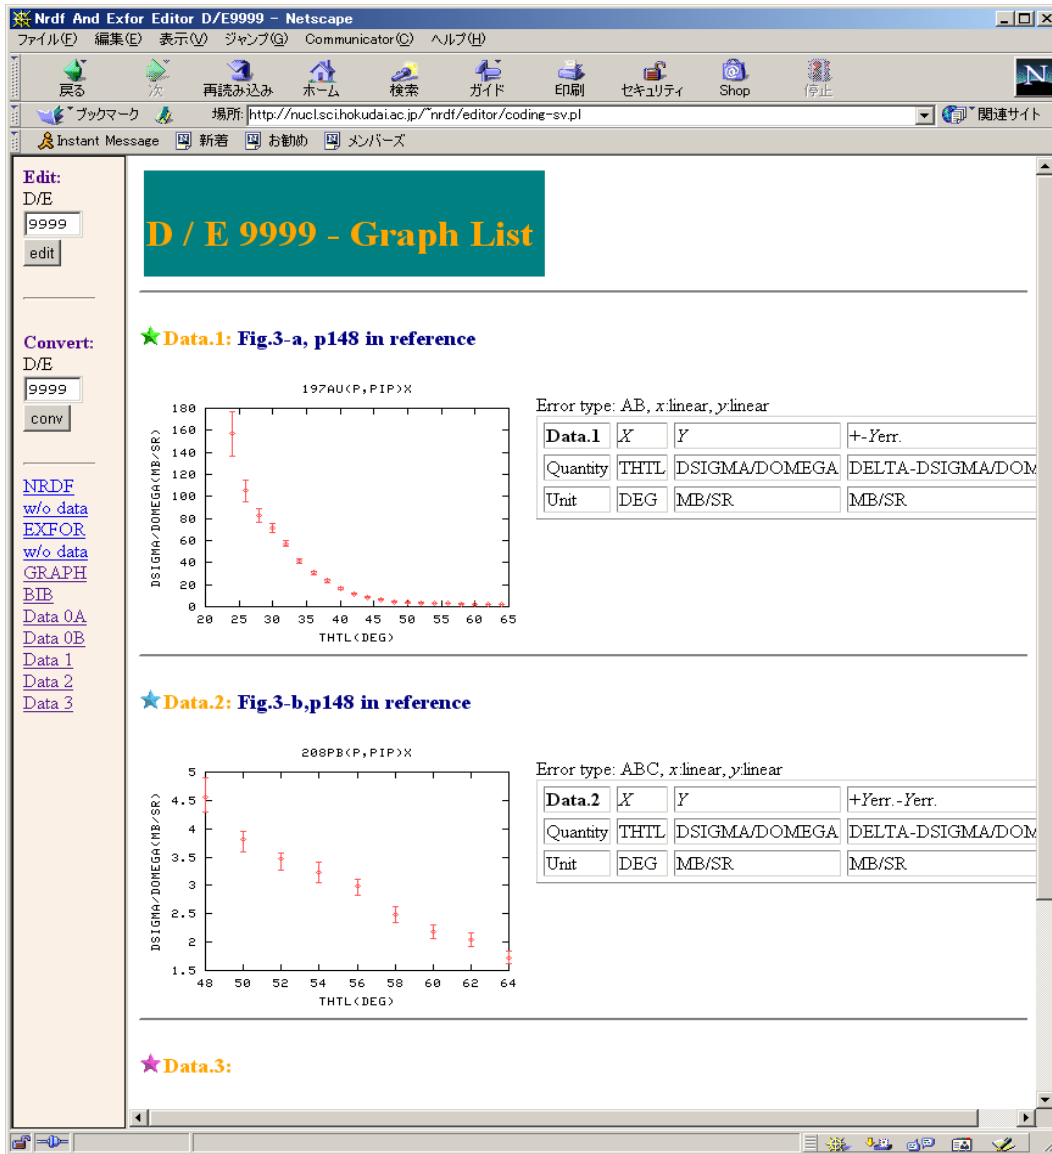 Nrdf And Exfor Editor D/E9999 - Netscape
ファイル(F) 編集(E) 表示(V) ジャンプ(G) Communicator(C) ヘルプ(H)
戻る 次 再読み込み ホーム 検索 ガイド 印刷 セキュリティ Shop 停止
N
ブックマーク 場所: http://nucl.sci.hokudai.ac.jp/~nrdf/editor/coding-sv.pl 関連サイト
Instant Message 新着 お勧め メンバーズ
Edit:
D/E
9999
edit
Convert:
D/E
9999
conv
NRDF
w/o data
EXFOR
w/o data
GRAPH
BIB
Data 0A
Data 0B
Data 1
Data 2
Data 3
D / E 9999 - Graph List
Data.1: Fig.3-a, p148 in reference
197AU(P,PIP)X
DSIGMA/DOMEGA(MB/SR)
180
160
140
120
100
80
60
40
20
0
20 25 30 35 40 45 50 55 60 65
THTL(DEG)
Error type: AB, x:linear, y:linear
Data.1 X Y +-Yerr.
Quantity THTL DSIGMA/DOMEGA DELTA-DSIGMA/DOM
Unit DEG MB/SR MB/SR
Data.2: Fig.3-b,p148 in reference
208PB(P,PIP)X
DSIGMA/DOMEGA(MB/SR)
5
4.5
4
3.5
3
2.5
2
1.5
48 50 52 54 56 58 60 62 64
THTL(DEG)
Error type: ABC, x:linear, y:linear
Data.2 X Y +Yerr.-Yerr.
Quantity THTL DSIGMA/DOMEGA DELTA-DSIGMA/DOM
Unit DEG MB/SR MB/SR
Data.3: